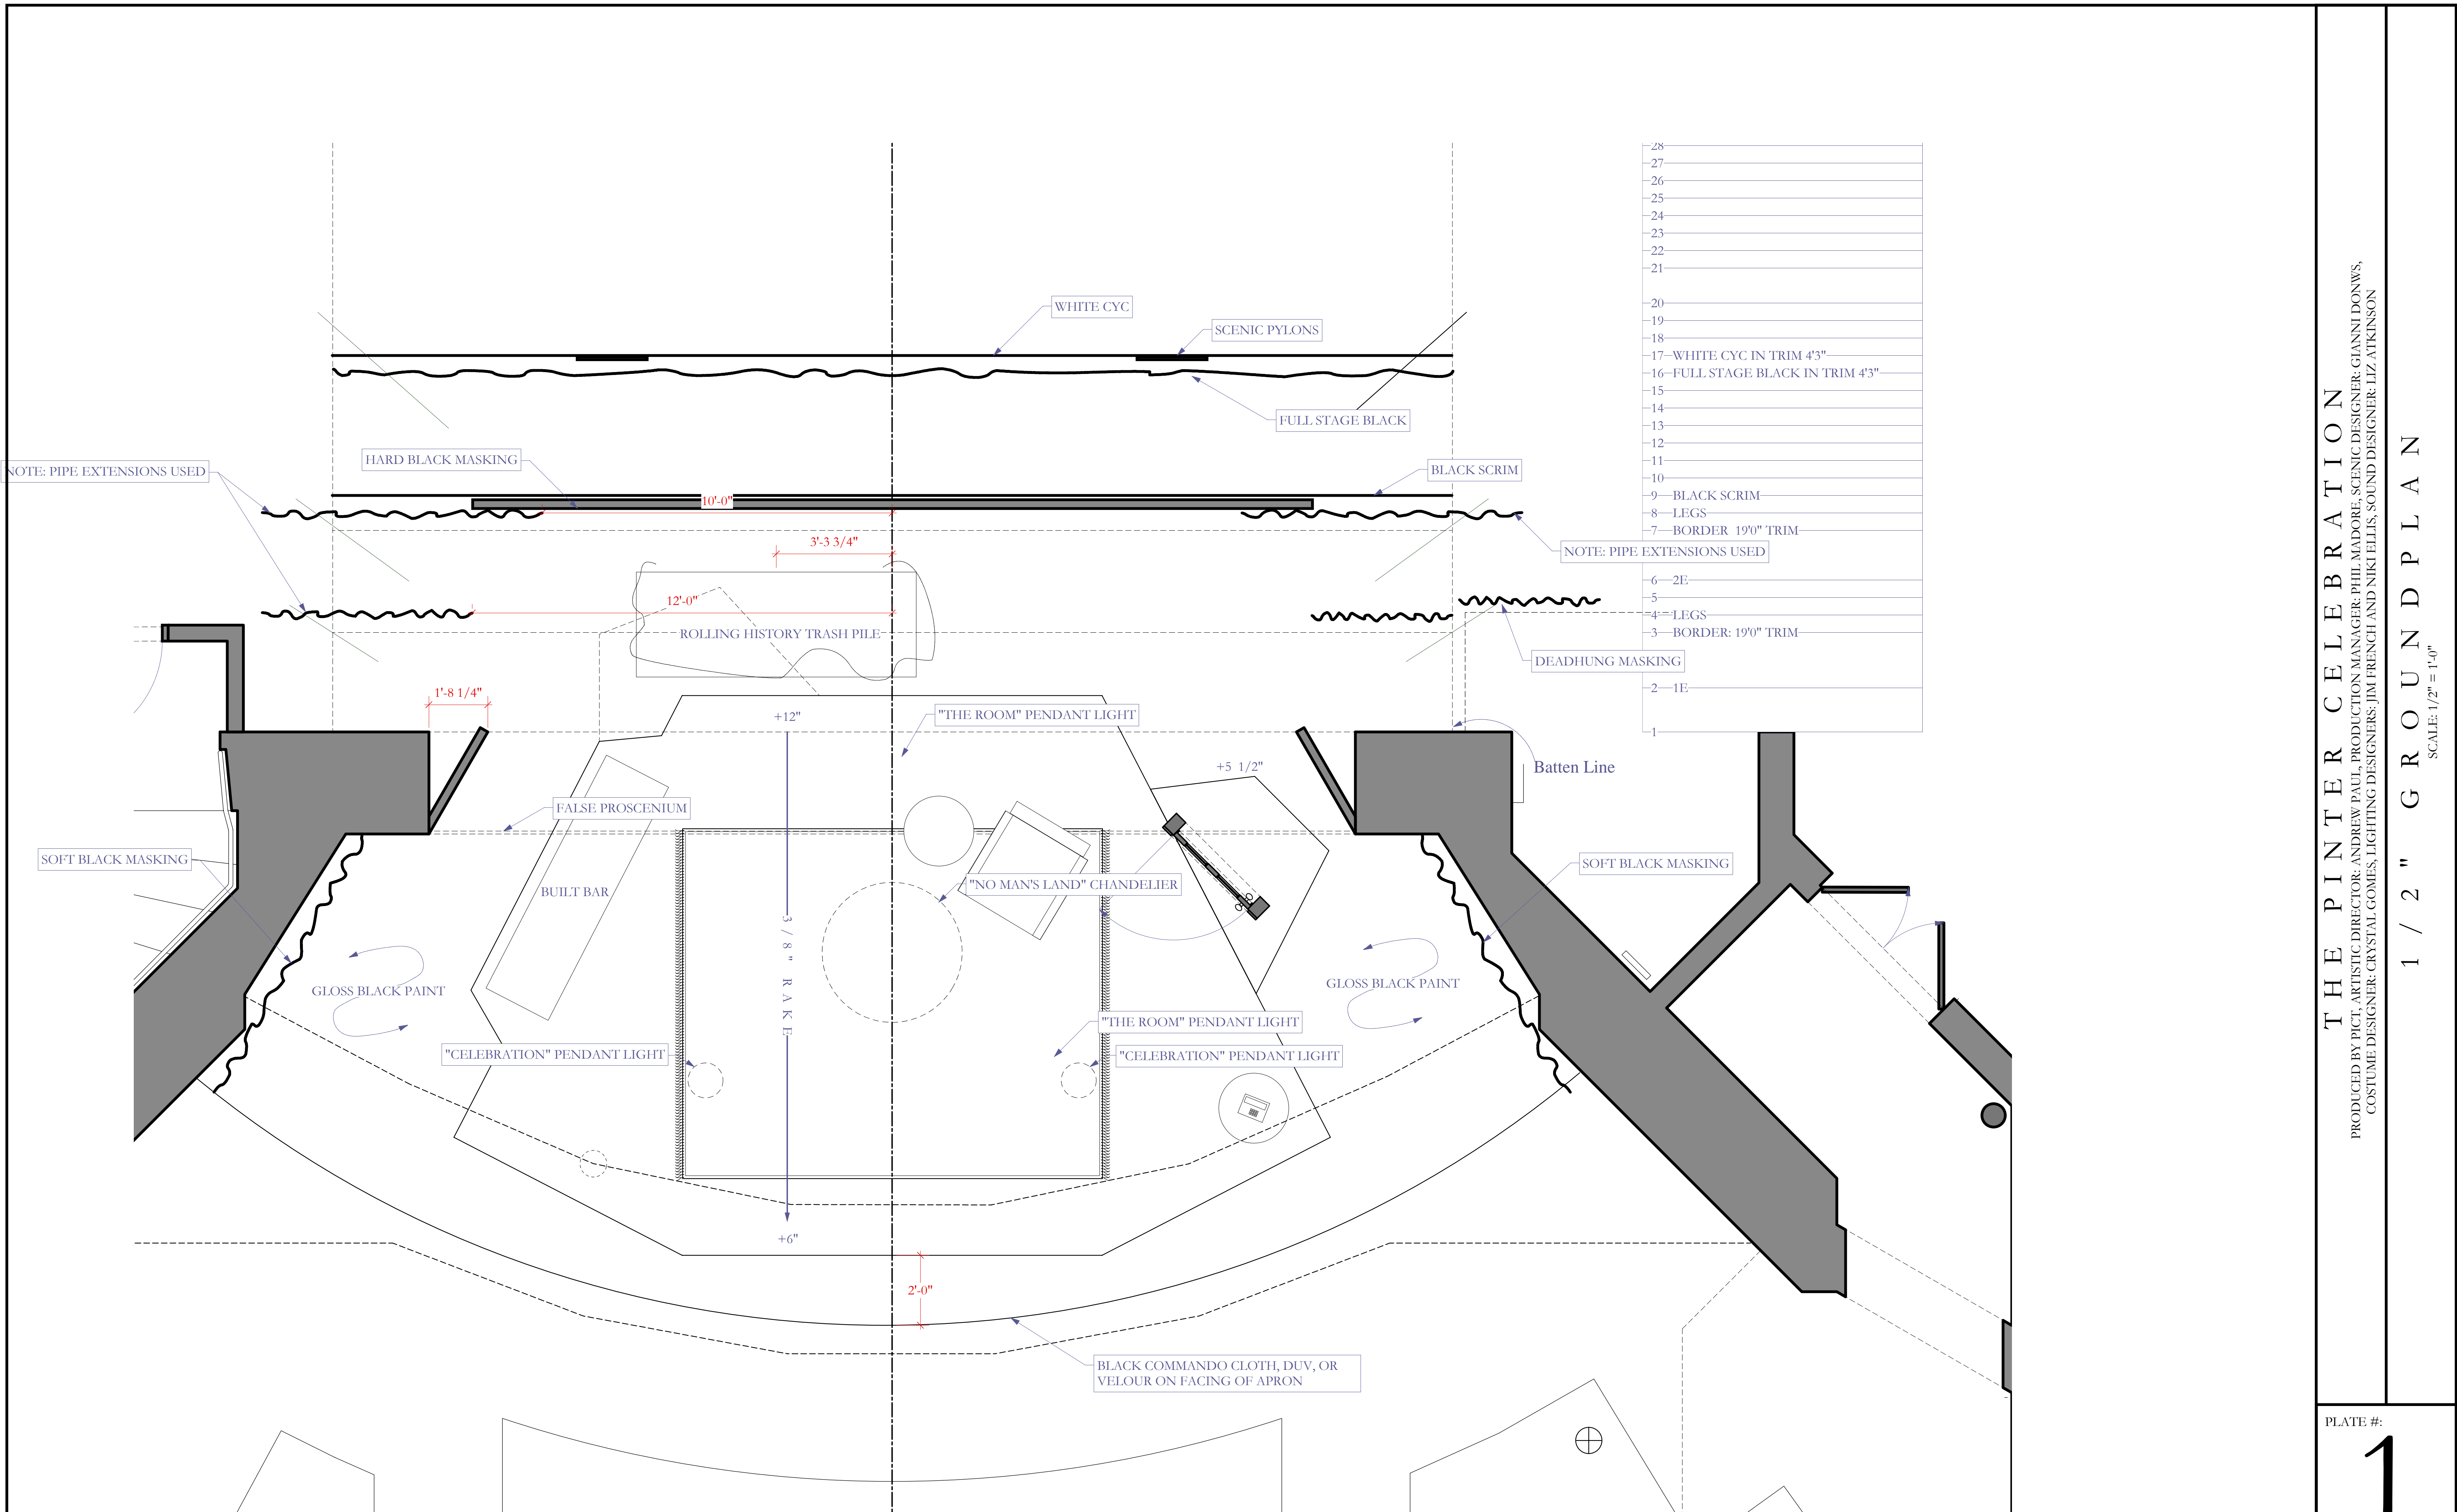 28
27
26
25
24
23
22
21
20
19
18
17 WHITE CYC IN TRIM 4'3"
16 FULL STAGE BLACK IN TRIM 4'3"
15
14
13
12
11
10
9 BLACK SCRIM
8 LEGS
7 BORDER 19'0" TRIM
6 2E
5
4 LEGS
3 BORDER: 19'0" TRIM
2 1E
1
WHITE CYC
SCENIC PYLONS
FULL STAGE BLACK
HARD BLACK MASKING
NOTE: PIPE EXTENSIONS USED
BLACK SCRIM
10'-0"
3'-3 3/4"
NOTE: PIPE EXTENSIONS USED
12'-0"
ROLLING HISTORY TRASH PILE
DEADHUNG MASKING
1'-8 1/4"
+12"
"THE ROOM" PENDANT LIGHT
+5 1/2"
Batten Line
FALSE PROSCENIUM
SOFT BLACK MASKING
SOFT BLACK MASKING
BUILT BAR
"NO MAN'S LAND" CHANDELIER
3/8" RAKE
GLOSS BLACK PAINT
GLOSS BLACK PAINT
"THE ROOM" PENDANT LIGHT
"CELEBRATION" PENDANT LIGHT
"CELEBRATION" PENDANT LIGHT
+6"
2'-0"
BLACK COMMANDO CLOTH, DUV, OR
VELOUR ON FACING OF APRON
THE PINTER CELEBRATION
PRODUCED BY PICT, ARTISTIC DIRECTOR: ANDREW PAUL, PRODUCTION MANAGER: PHIL MADORE, SCENIC DESIGNER: GIANNI DONWS,
COSTUME DESIGNER: CRYSTAL GOMES, LIGHTING DESIGNERS: JIM FRENCH AND NIKI ELLIS, SOUND DESIGNER: LIZ ATKINSON
1/2" GROUNDPLAN
SCALE: 1/2" = 1'-0"
PLATE #:
1